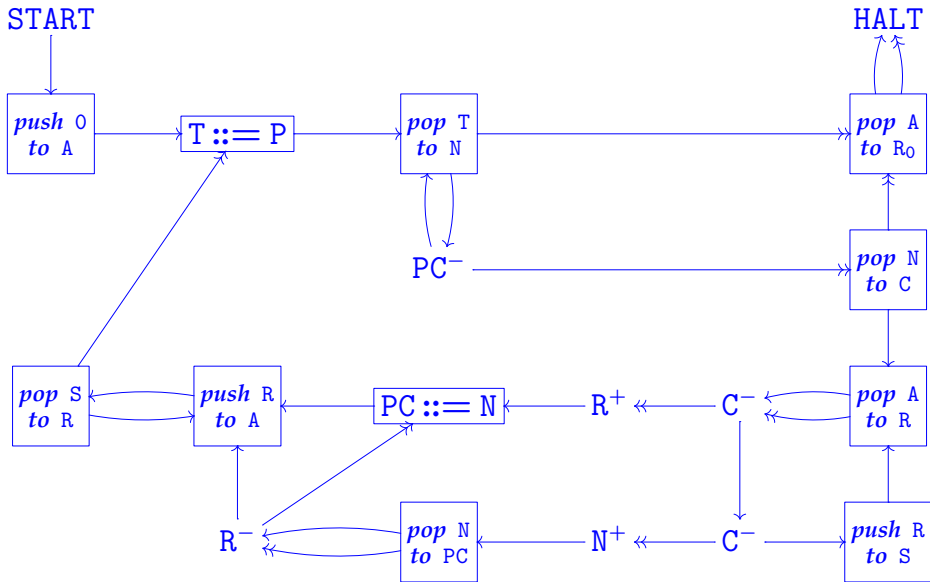 START
HALT
push 0
to A
T ::= P
pop T
to N
pop A
to R₀
PC⁻
pop N
to C
pop S
to R
push R
to A
PC ::= N
R⁺
C⁻
pop A
to R
R⁻
pop N
to PC
N⁺
C⁻
push R
to S